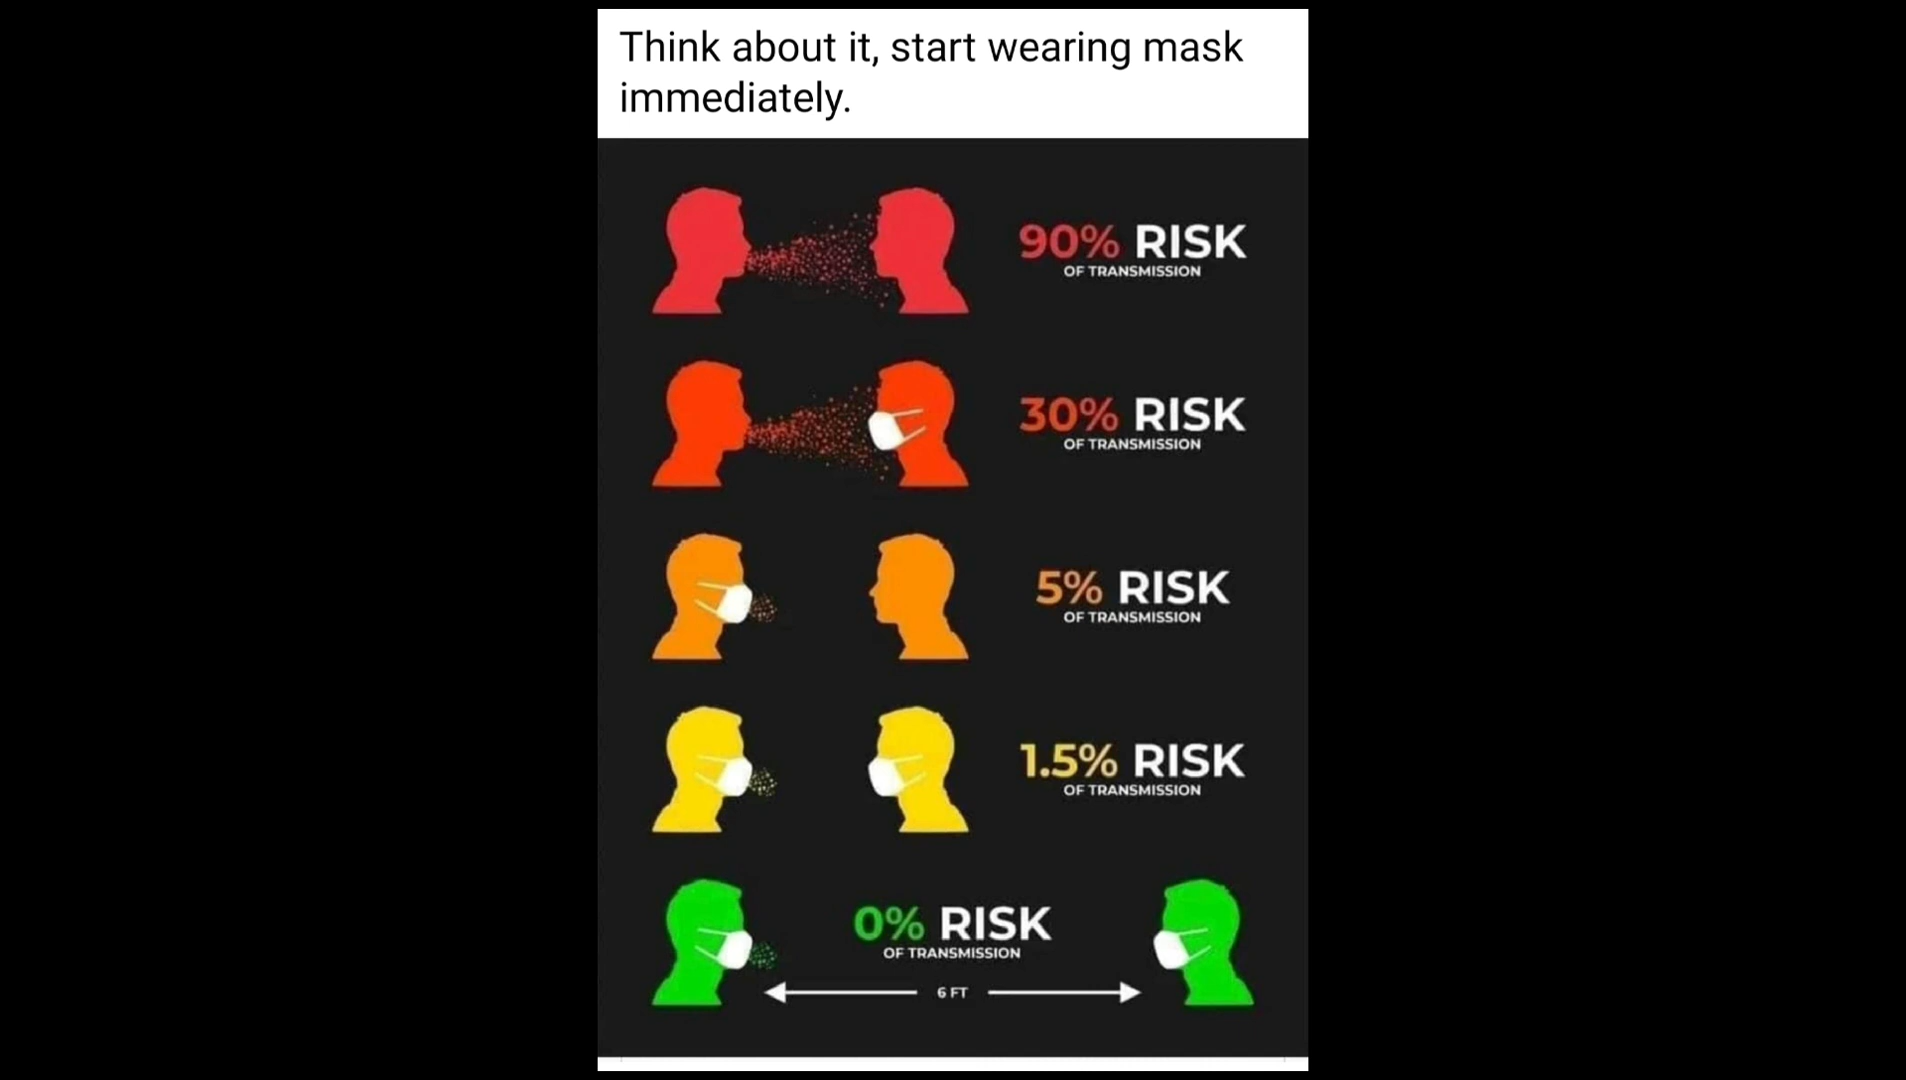 Think about it, start wearing mask
immediately.
90% RISK
OF TRANSMISSION
30% RISK
OF TRANSMISSION
5% RISK
OF TRANSMISSION
1.5% RISK
OF TRANSMISSION
0% RISK
OF TRANSMISSION
6 FT